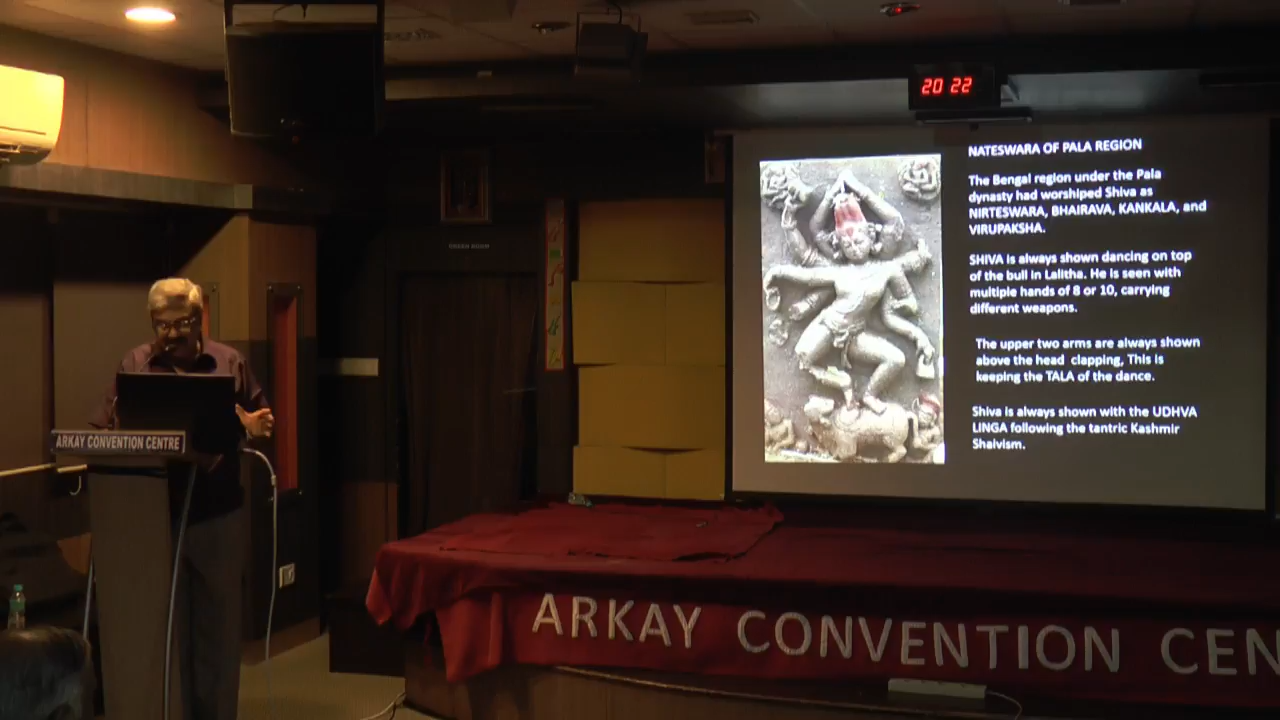 20 22
NATESWARA OF PALA REGION
The Bengal region under the Pala
dynasty had worshiped Shiva as
NIRTESWARA, BHAIRAVA, KANKALA, and
VIRUPAKSHA.
SHIVA is always shown dancing on top
of the bull in Lalitha. He is seen with
multiple hands of 8 or 10, carrying
different weapons.
The upper two arms are always shown
above the head clapping, This is
keeping the TALA of the dance.
Shiva is always shown with the UDHVA
LINGA following the tantric Kashmir
Shaivism.
GREEN ROOM
ARKAY CONVENTION CENTRE
ARKAY CONVENTION CEN